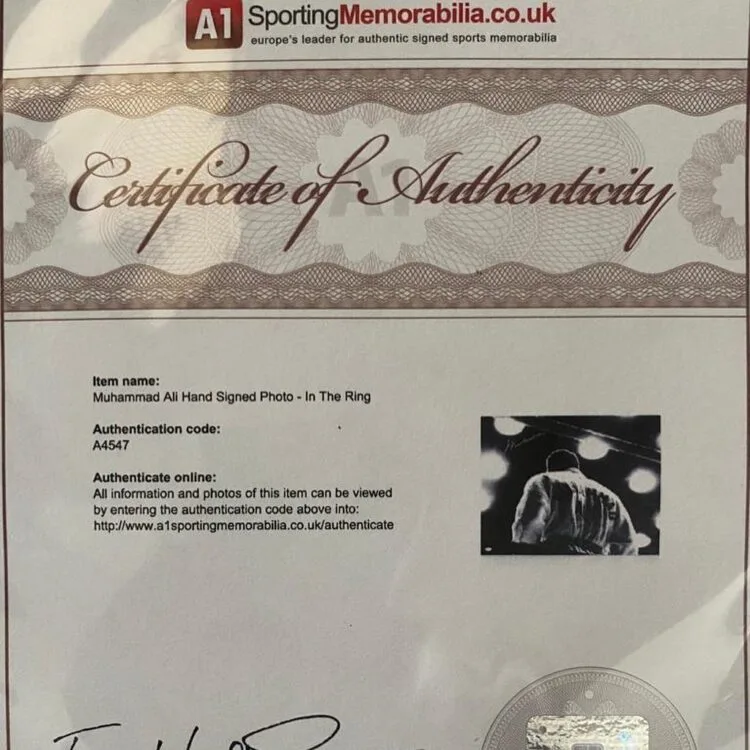 A1 SportingMemorabilia.co.uk
europe's leader for authentic signed sports memorabilia
Certificate of Authenticity
Item name:
Muhammad Ali Hand Signed Photo - In The Ring
Authentication code:
A4547
Authenticate online:
All information and photos of this item can be viewed
by entering the authentication code above into:
http://www.a1sportingmemorabilia.co.uk/authenticate